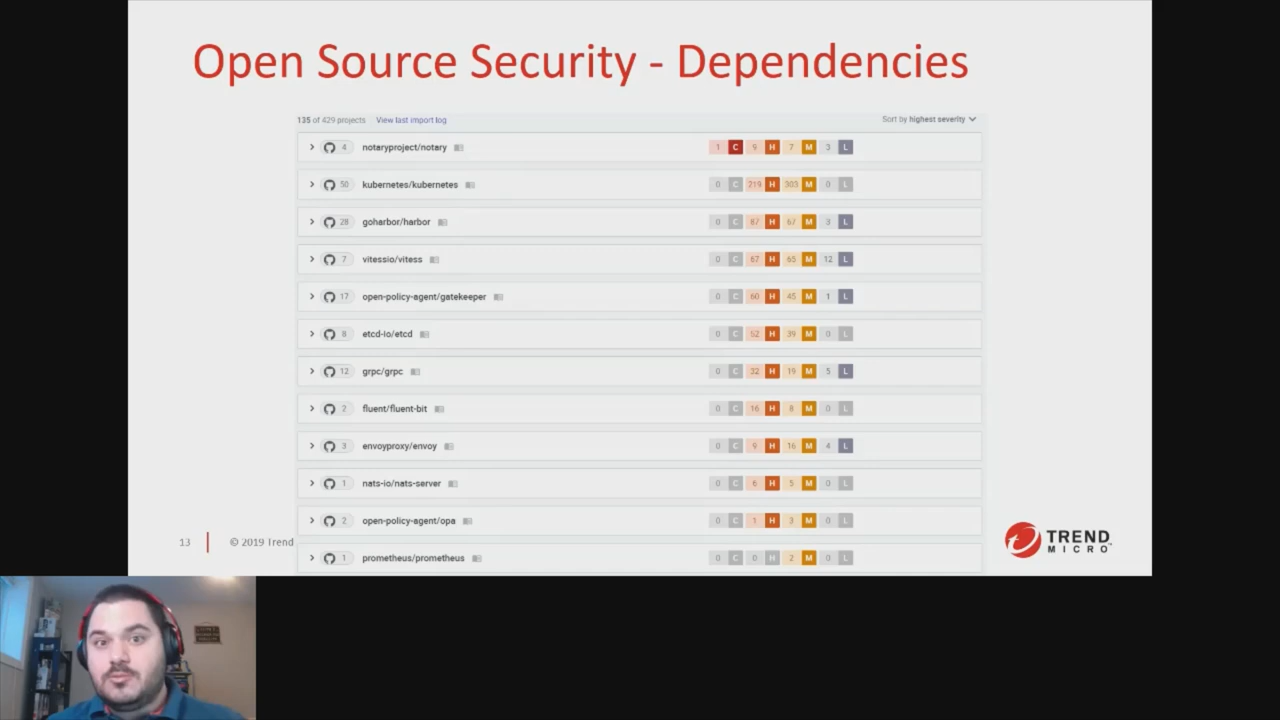 Open Source Security - Dependencies
135 of 429 projects View last import log Sort by highest severity
4 notaryproject/notary 1 C 9 H 7 M 3 L
50 kubernetes/kubernetes 0 C 219 H 303 M 0 L
28 goharbor/harbor 0 C 87 H 67 M 3 L
7 vitessio/vitess 0 C 67 H 65 M 12 L
17 open-policy-agent/gatekeeper 0 C 60 H 45 M 1 L
8 etcd-io/etcd 0 C 52 H 39 M 0 L
12 grpc/grpc 0 C 32 H 19 M 5 L
2 fluent/fluent-bit 0 C 16 H 8 M 0 L
3 envoyproxy/envoy 0 C 9 H 16 M 4 L
1 nats-io/nats-server 0 C 6 H 5 M 0 L
2 open-policy-agent/opa 0 C 1 H 3 M 0 L
1 prometheus/prometheus 0 C 0 H 2 M 0 L
13 © 2019 Trend
TREND
MICRO™